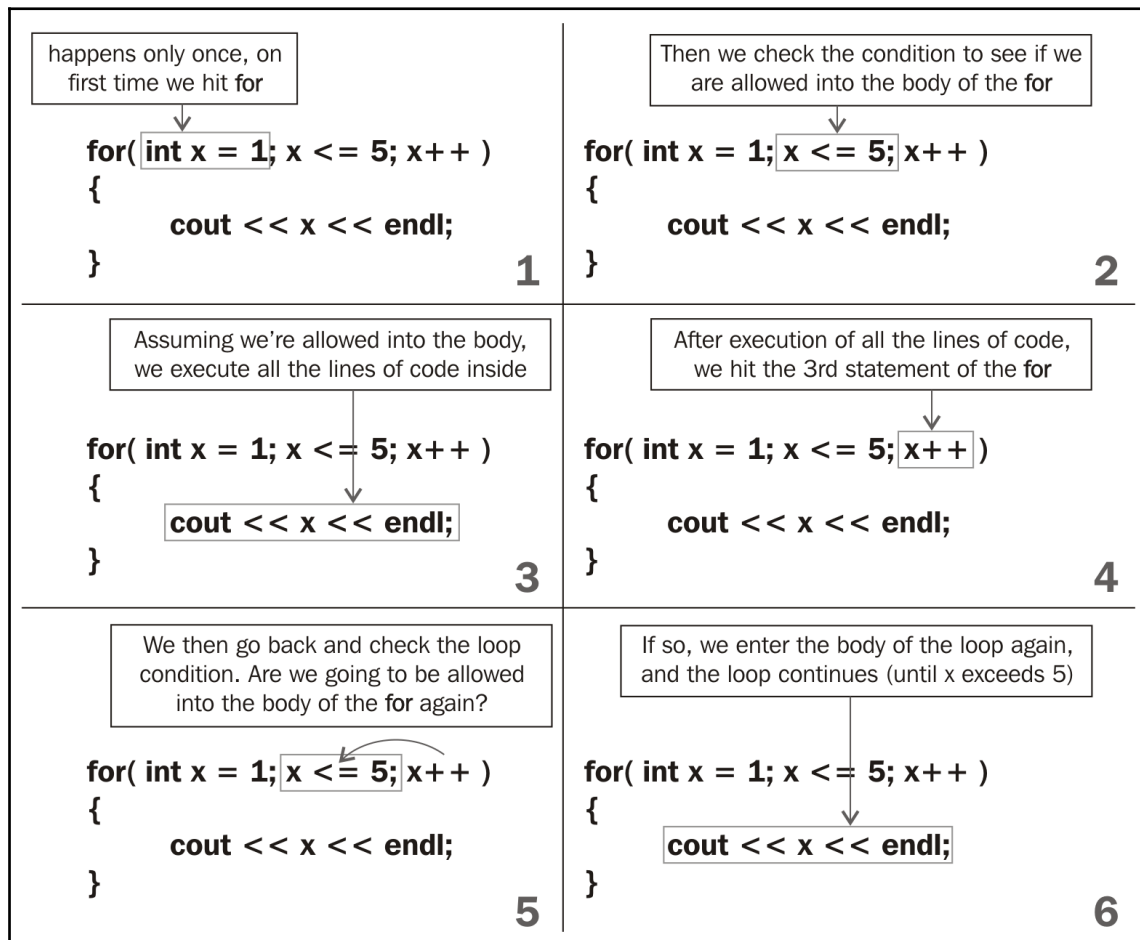 happens only once, on
first time we hit for
for( int x = 1; x <= 5; x++ )
{
cout << x << endl;
}
1
Then we check the condition to see if we
are allowed into the body of the for
for( int x = 1; x <= 5; x++ )
{
cout << x << endl;
}
2
Assuming we're allowed into the body,
we execute all the lines of code inside
for( int x = 1; x <= 5; x++ )
{
cout << x << endl;
}
3
After execution of all the lines of code,
we hit the 3rd statement of the for
for( int x = 1; x <= 5; x++ )
{
cout << x << endl;
}
4
We then go back and check the loop
condition. Are we going to be allowed
into the body of the for again?
for( int x = 1; x <= 5; x++ )
{
cout << x << endl;
}
5
If so, we enter the body of the loop again,
and the loop continues (until x exceeds 5)
for( int x = 1; x <= 5; x++ )
{
cout << x << endl;
}
6